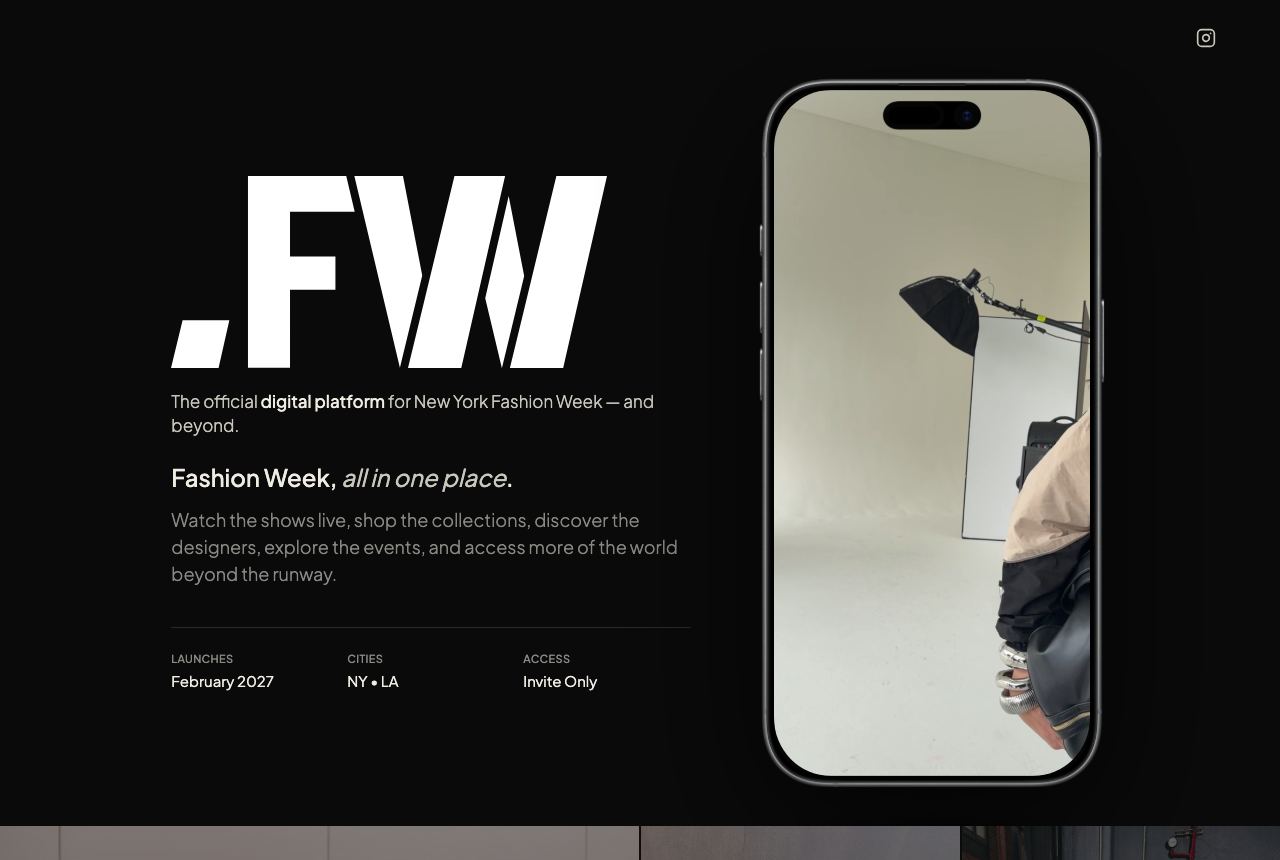 .FW
The official digital platform for New York Fashion Week — and
beyond.
Fashion Week, all in one place.
Watch the shows live, shop the collections, discover the
designers, explore the events, and access more of the world
beyond the runway.
LAUNCHES
February 2027
CITIES
NY • LA
ACCESS
Invite Only